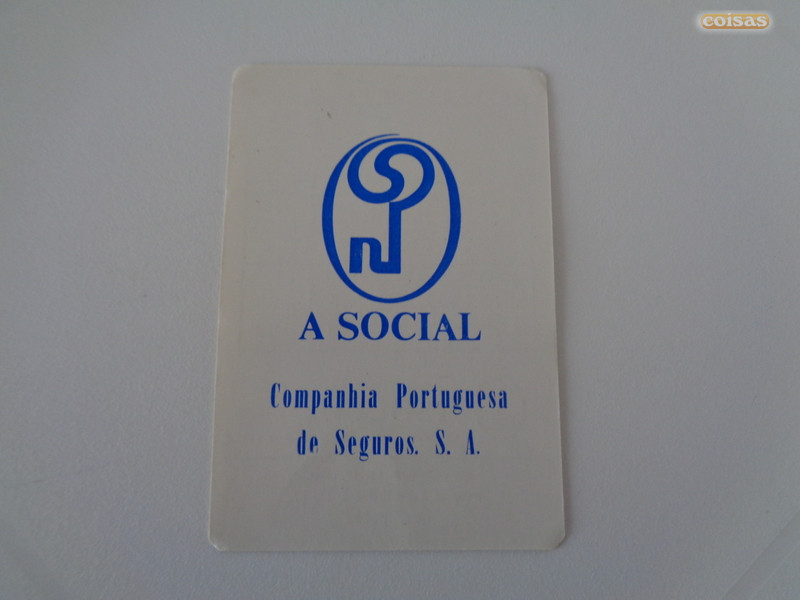 coisas
A SOCIAL
Companhia Portuguesa
de Seguros. S. A.